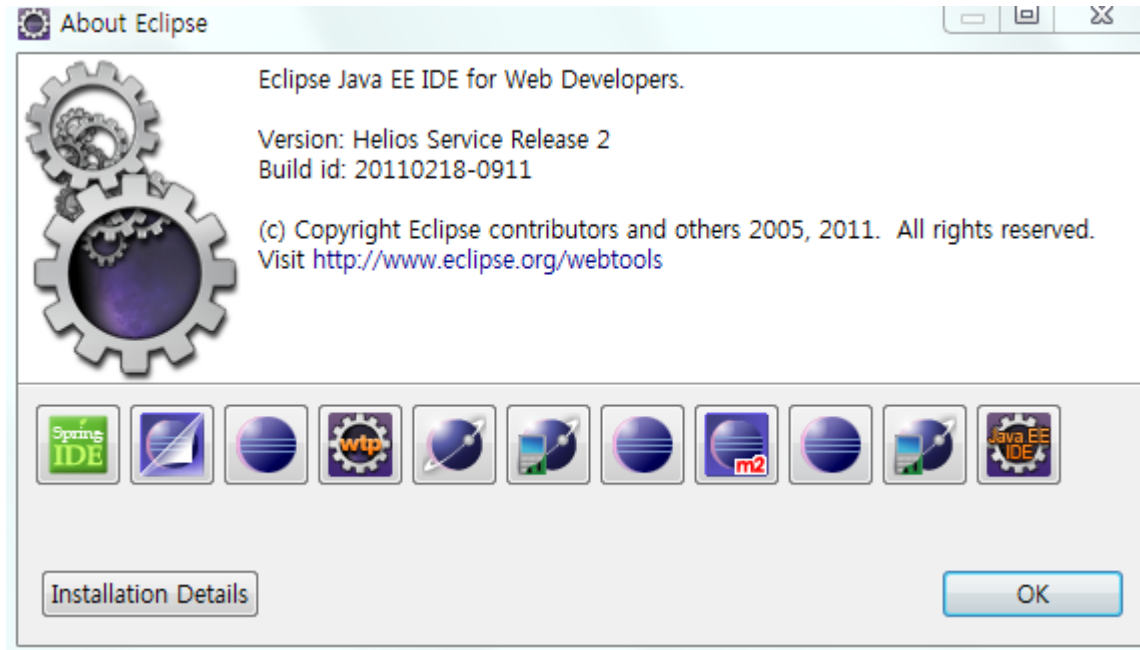 About Eclipse
Eclipse Java EE IDE for Web Developers.
Version: Helios Service Release 2
Build id: 20110218-0911
(c) Copyright Eclipse contributors and others 2005, 2011.  All rights reserved.
Visit http://www.eclipse.org/webtools
Spring
IDE
wtp
m2
Java EE
IDE
Installation Details
OK